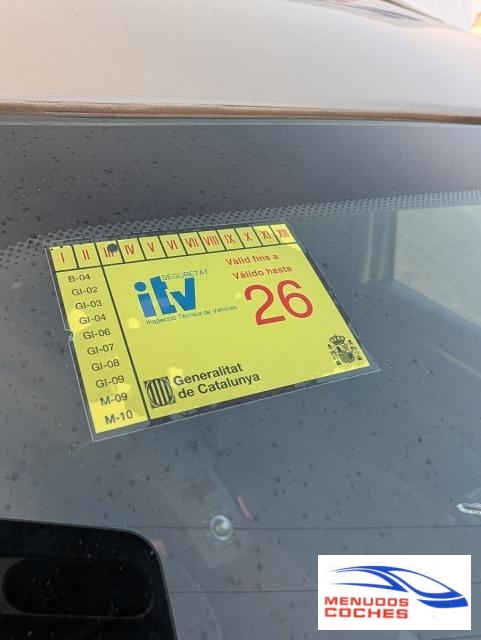 I II III IV V VI VII VIII IX X XI XII
B-04
GI-02
GI-03
GI-04
GI-06
GI-07
GI-08
GI-09
M-09
M-10
SEGURETAT
itv
Inspecció Tècnica de Vehicles
Vàlid fins a
Válido hasta
26
Generalitat
de Catalunya
MENUDOS
COCHES